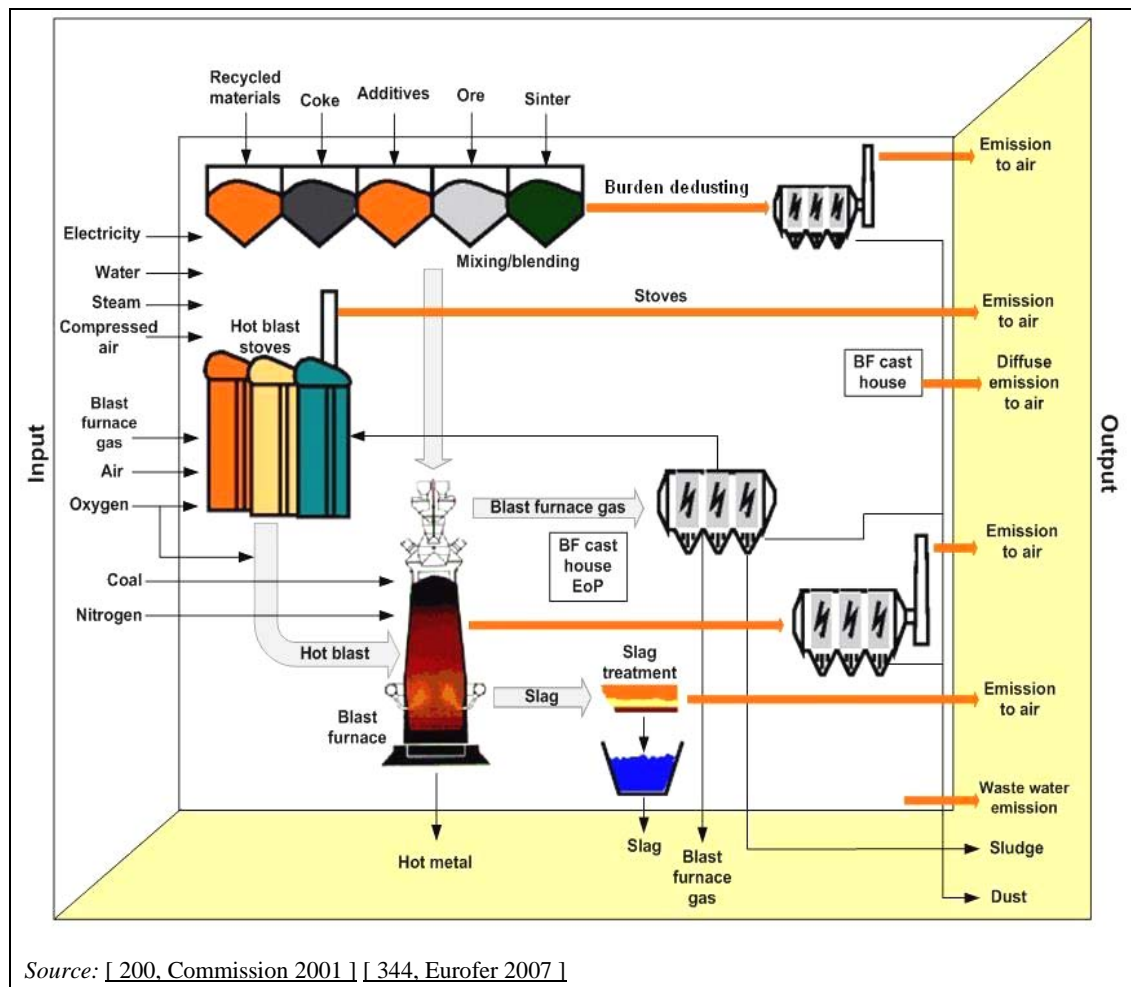 Recycled
materials
Coke
Additives
Ore
Sinter
Emission
to air
Burden dedusting
Electricity
Mixing/blending
Water
Steam
Stoves
Emission
to air
Compressed
air
Hot blast
stoves
BF cast
house
Diffuse
emission
to air
Blast
furnace
gas
Input
Output
Air
Oxygen
Blast furnace gas
BF cast
house
EoP
Emission
to air
Coal
Nitrogen
Hot blast
Slag
treatment
Slag
Emission
to air
Blast
furnace
Waste water
emission
Hot metal
Slag
Blast
furnace
gas
Sludge
Dust
Source: [ 200, Commission 2001 ] [ 344, Eurofer 2007 ]